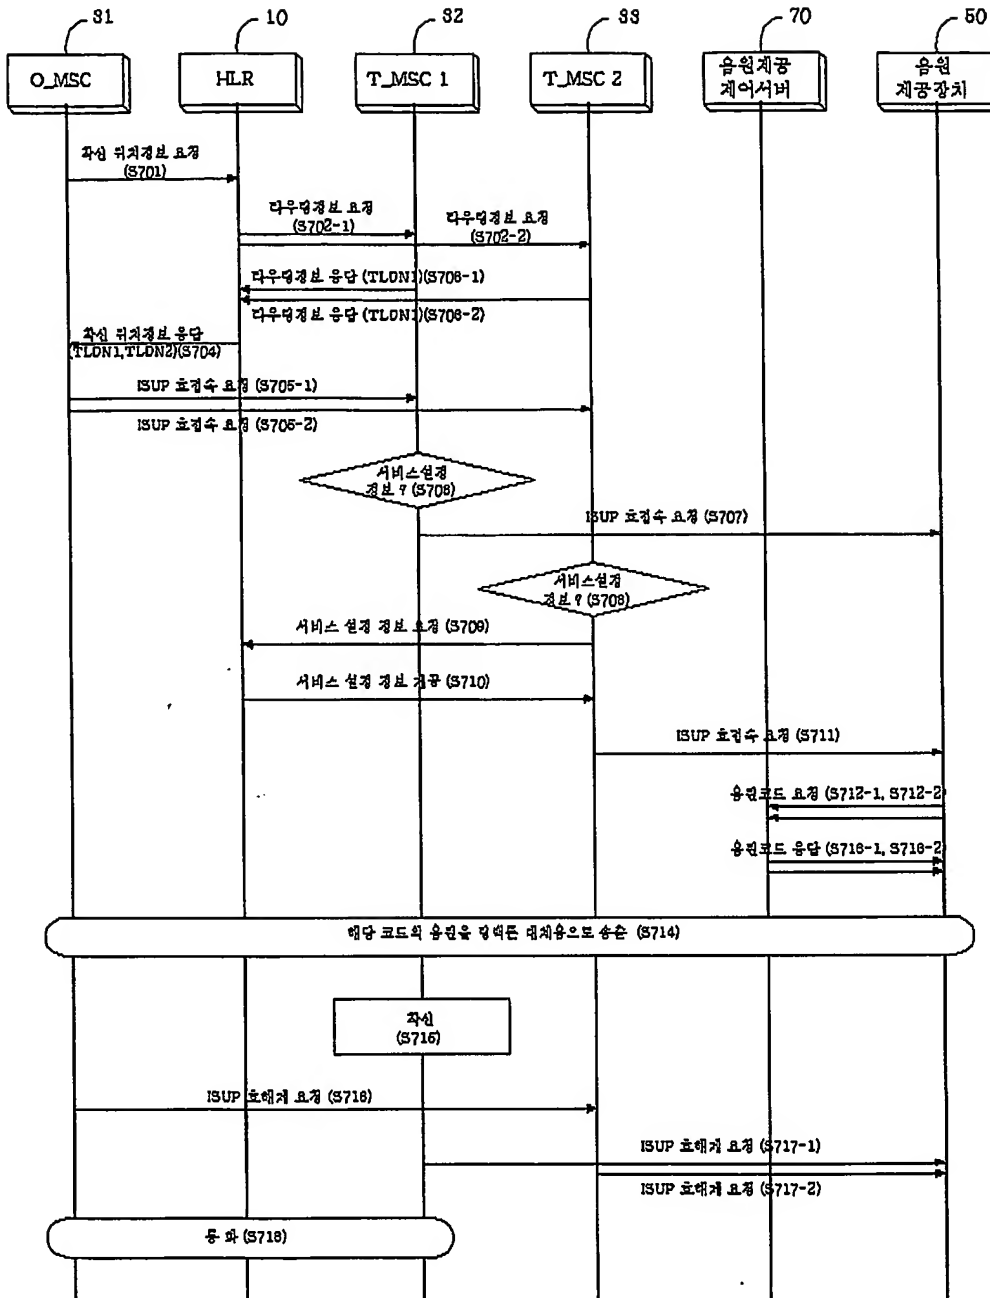 31
10
32
33
70
50
O_MSC
HLR
T_MSC 1
T_MSC 2
음원제공
제어서버
음원
제공장치
착신 위치정보 요청
(S701)
라우팅정보 요청
(S702-1)
라우팅정보 요청
(S702-2)
라우팅정보 응답 (TLDN1)(S703-1)
라우팅정보 응답 (TLDN1)(S703-2)
착신 위치정보 응답
(TLDN1,TLDN2)(S704)
ISUP 호접속 요청 (S705-1)
ISUP 호접속 요청 (S705-2)
서비스설정
정보 ? (S706)
ISUP 호접속 요청 (S707)
서비스설정
정보 ? (S708)
서비스 설정 정보 요청 (S709)
서비스 설정 정보 제공 (S710)
ISUP 호접속 요청 (S711)
음원코드 요청 (S712-1, S712-2)
음원코드 응답 (S713-1, S713-2)
해당 코드의 음원을 링백톤 대체음으로 송출 (S714)
착신
(S715)
ISUP 호해제 요청 (S716)
ISUP 호해제 요청 (S717-1)
ISUP 호해제 요청 (S717-2)
통 화 (S718)